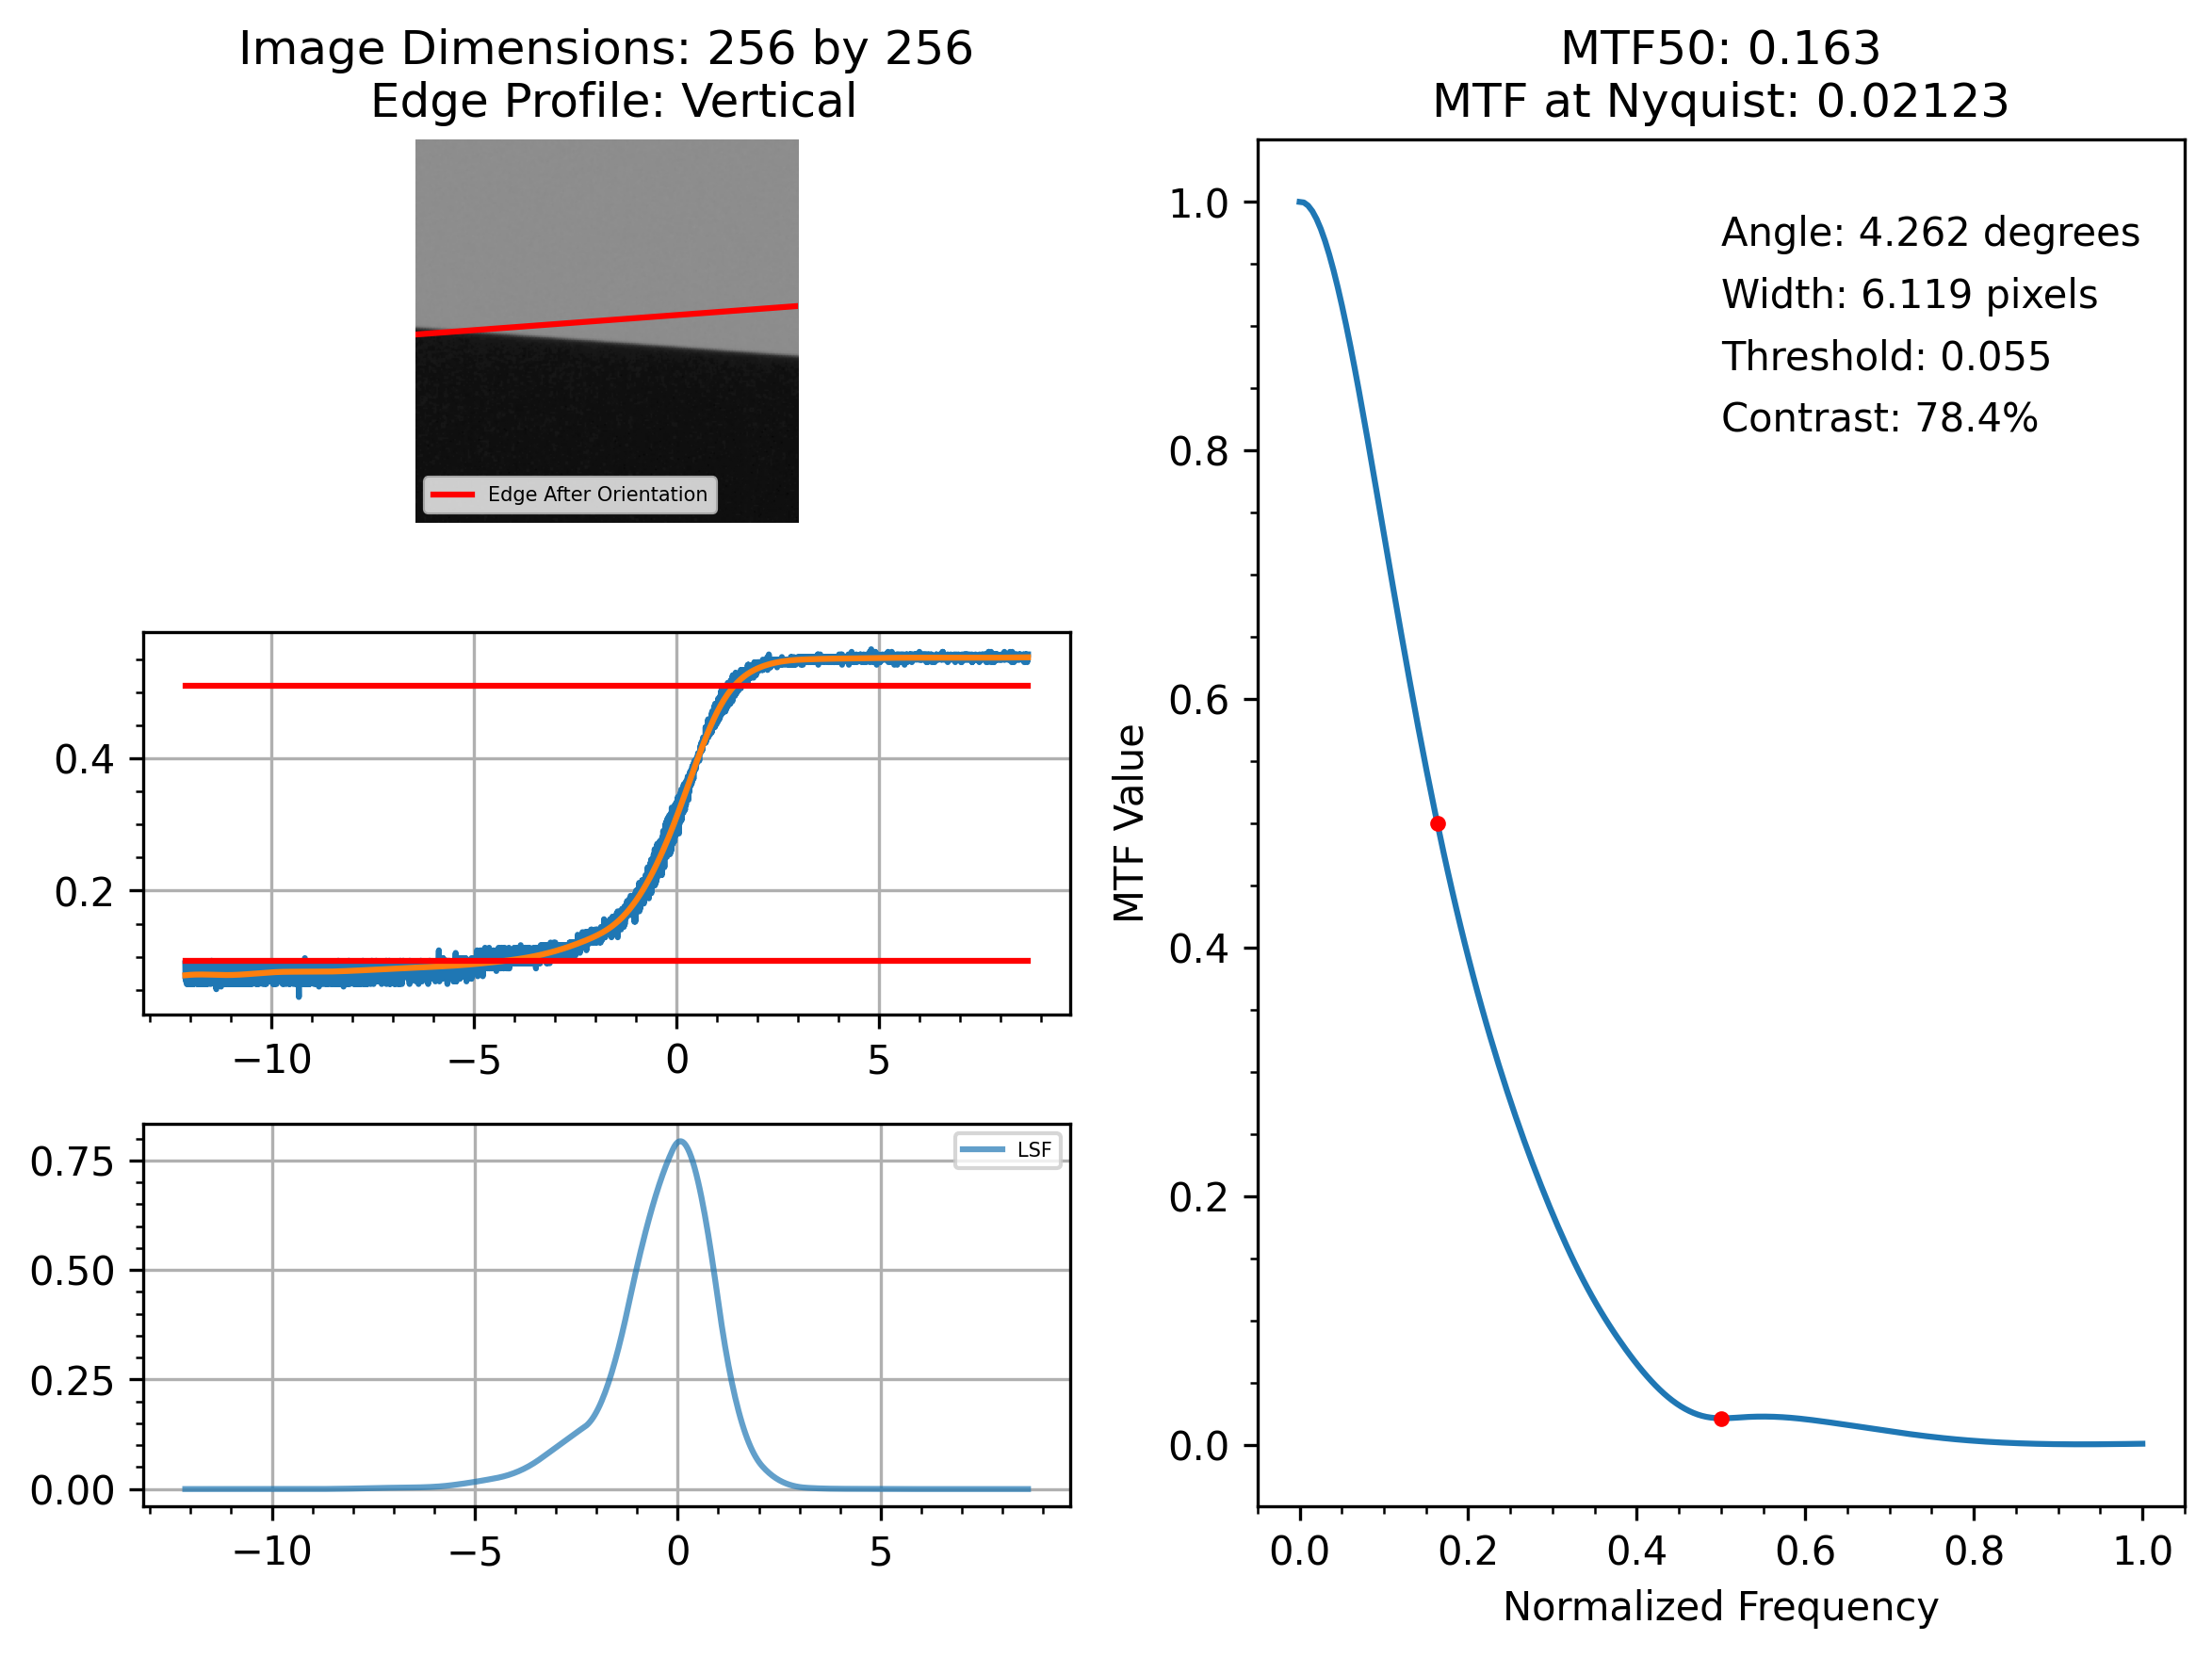 Image Dimensions: 256 by 256
Edge Profile: Vertical
Edge After Orientation
0.4
0.2
−10 −5 0 5
LSF
0.75
0.50
0.25
0.00
−10 −5 0 5
MTF50: 0.163
MTF at Nyquist: 0.02123
Angle: 4.262 degrees
Width: 6.119 pixels
Threshold: 0.055
Contrast: 78.4%
MTF Value
1.0
0.8
0.6
0.4
0.2
0.0
0.0 0.2 0.4 0.6 0.8 1.0
Normalized Frequency